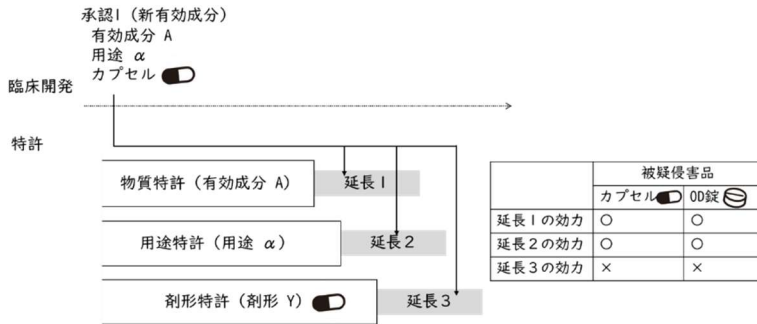 承認Ⅰ（新有効成分）
有効成分 A
用途 α
カプセル
臨床開発
特許
物質特許（有効成分 A）
延長Ⅰ
用途特許（用途 α）
延長２
剤形特許（剤形 Y）
延長３
被疑侵害品
カプセル OD錠
延長Ⅰの効力 ○ ○
延長２の効力 ○ ○
延長３の効力 × ×